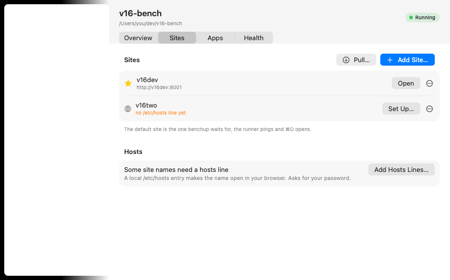 v16-bench
/Users/you/dev/v16-bench
Running
Overview Sites Apps Health
Sites Pull... + Add Site...
v16dev
http://v16dev:8001
Open
v16two
no /etc/hosts line yet
Set Up...
The default site is the one benchup waits for, the runner pings and ⌘O opens.
Hosts
Some site names need a hosts line
A local /etc/hosts entry makes the name open in your browser. Asks for your password.
Add Hosts Lines...